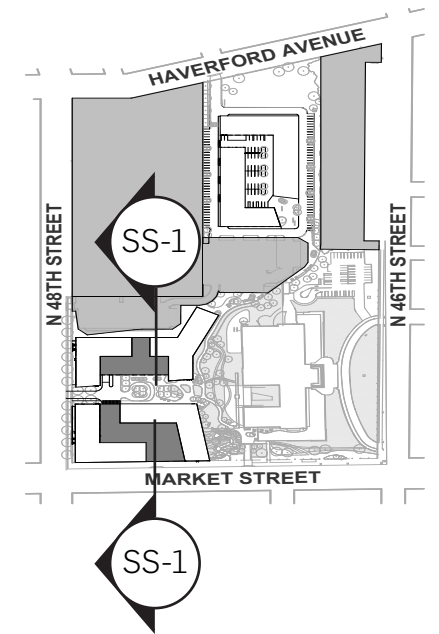 HAVERFORD AVENUE
N 48TH STREET
SS-1
N 46TH STREET
MARKET STREET
SS-1